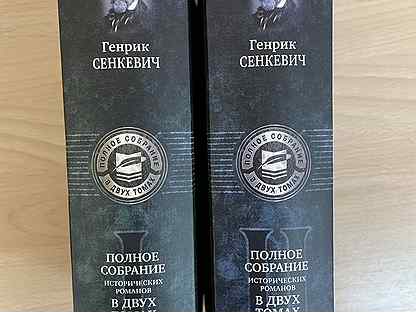 Генрик
СЕНКЕВИЧ
ПОЛНОЕ СОБРАНИЕ
В ДВУХ ТОМАХ
ПОЛНОЕ
СОБРАНИЕ
ИСТОРИЧЕСКИХ
РОМАНОВ
В ДВУХ
ТОМАХ
Генрик
СЕНКЕВИЧ
ПОЛНОЕ СОБРАНИЕ
В ДВУХ ТОМАХ
II
ПОЛНОЕ
СОБРАНИЕ
ИСТОРИЧЕСКИХ
РОМАНОВ
В ДВУХ
ТОМАХ